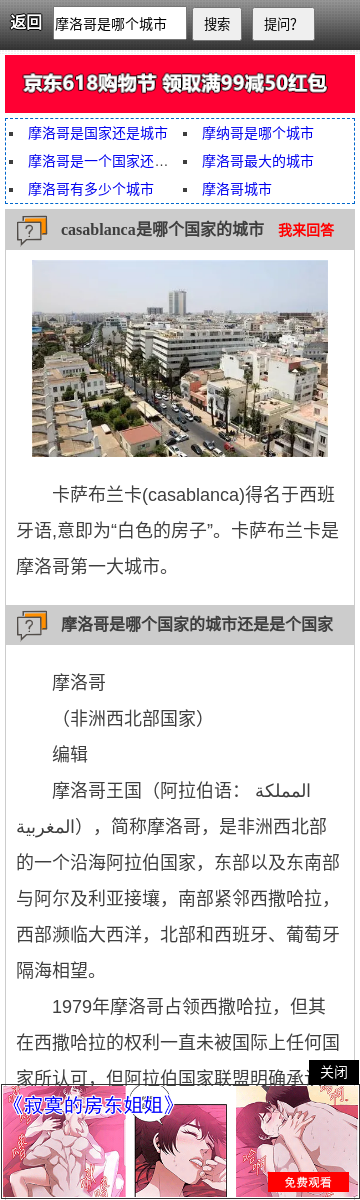 返回
摩洛哥是哪个城市
搜索
提问?
京东618购物节 领取满99减50红包
摩洛哥是国家还是城市
摩纳哥是哪个城市
摩洛哥是一个国家还…
摩洛哥最大的城市
摩洛哥有多少个城市
摩洛哥城市
casablanca是哪个国家的城市 我来回答
卡萨布兰卡(casablanca)得名于西班
牙语,意即为“白色的房子”。卡萨布兰卡是
摩洛哥第一大城市。
摩洛哥是哪个国家的城市还是是个国家
摩洛哥
（非洲西北部国家）
编辑
摩洛哥王国（阿拉伯语： المملكة
المغربية），简称摩洛哥，是非洲西北部
的一个沿海阿拉伯国家，东部以及东南部
与阿尔及利亚接壤，南部紧邻西撒哈拉，
西部濒临大西洋，北部和西班牙、葡萄牙
隔海相望。
1979年摩洛哥占领西撒哈拉，但其
在西撒哈拉的权利一直未被国际上任何国
家所认可，但阿拉伯国家联盟明确承
关闭
《寂寞的房东姐姐》
免费观看